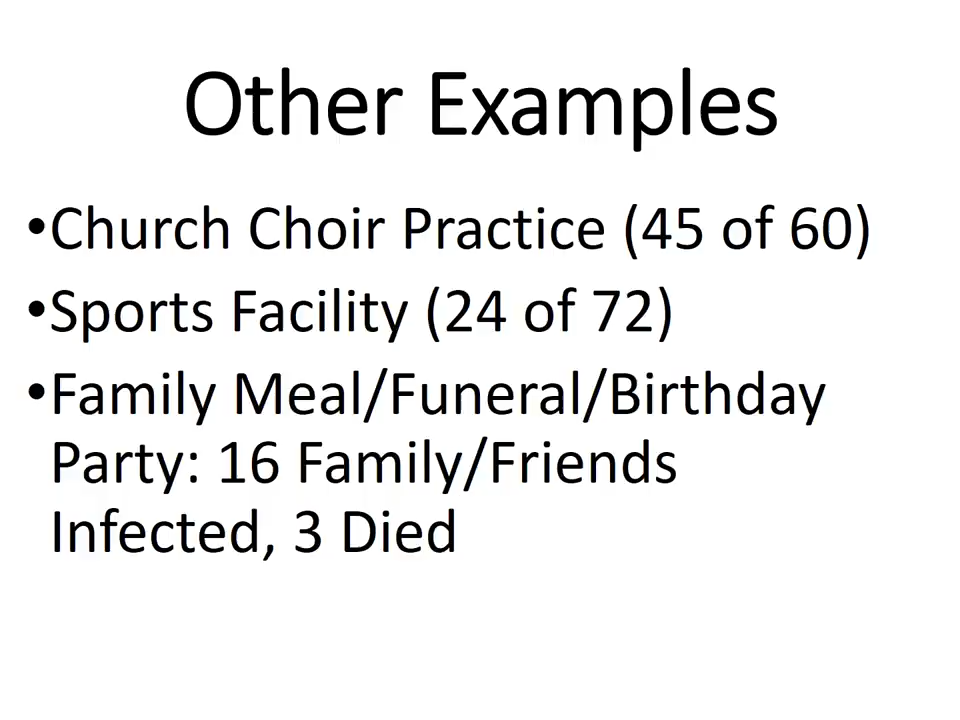 Other Examples
•Church Choir Practice (45 of 60)
•Sports Facility (24 of 72)
•Family Meal/Funeral/Birthday
Party: 16 Family/Friends
Infected, 3 Died